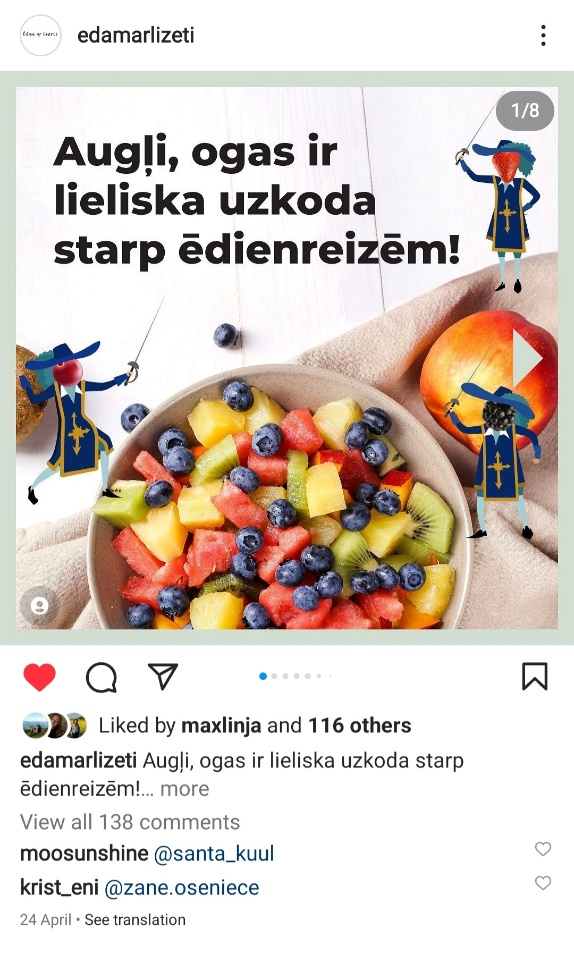 edamarlizeti
1/8
Augļi, ogas ir
lieliska uzkoda
starp ēdienreizēm!
Liked by maxlinja and 116 others
edamarlizeti Augļi, ogas ir lieliska uzkoda starp
ēdienreizēm!... more
View all 138 comments
moosunshine @santa_kuul
krist_eni @zane.oseniece
24 April • See translation